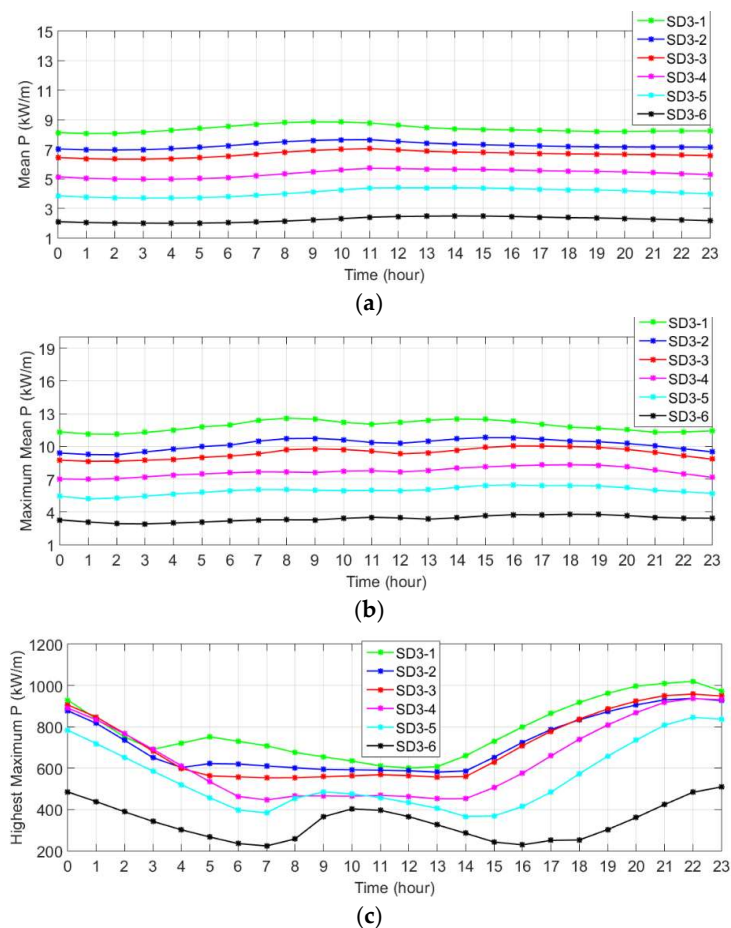 SD3-1
SD3-2
SD3-3
SD3-4
SD3-5
SD3-6
15
13
11
9
7
5
3
1
Mean P (kW/m)
0 1 2 3 4 5 6 7 8 9 10 11 12 13 14 15 16 17 18 19 20 21 22 23
Time (hour)
(a)
SD3-1
SD3-2
SD3-3
SD3-4
SD3-5
SD3-6
19
16
13
10
7
4
1
Maximum Mean P (kW/m)
0 1 2 3 4 5 6 7 8 9 10 11 12 13 14 15 16 17 18 19 20 21 22 23
Time (hour)
(b)
SD3-1
SD3-2
SD3-3
SD3-4
SD3-5
SD3-6
1200
1000
800
600
400
200
Highest Maximum P (kW/m)
0 1 2 3 4 5 6 7 8 9 10 11 12 13 14 15 16 17 18 19 20 21 22 23
Time (hour)
(c)